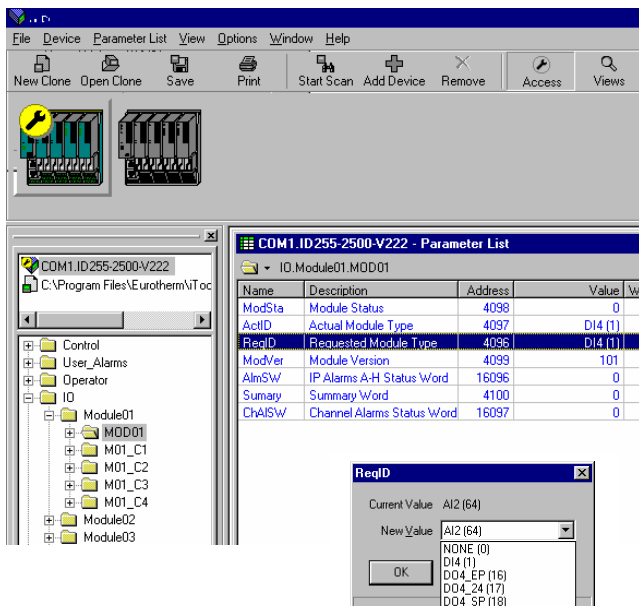 File Device Parameter List View Options Window Help
New Clone Open Clone Save Print Start Scan Add Device Remove Access Views
COM1.ID255-2500-V222
C:\Program Files\Eurotherm\iToo
Control
User_Alarms
Operator
IO
Module01
MOD01
M01_C1
M01_C2
M01_C3
M01_C4
Module02
Module03
COM1.ID255-2500-V222 - Parameter List
IO.Module01.MOD01
Name Description Address Value W
ModSta Module Status 4098 0
ActID Actual Module Type 4097 DI4 (1)
ReqID Requested Module Type 4096 DI4 (1)
ModVer Module Version 4099 101
AlmSW IP Alarms A-H Status Word 16096 0
Sumary Summary Word 4100 0
ChAlSW Channel Alarms Status Word 16097 0
ReqID
Current Value AI2 (64)
New Value AI2 (64)
NONE (0)
DI4 (1)
DO4_EP (16)
DO4_24 (17)
DO4_SP (18)
OK